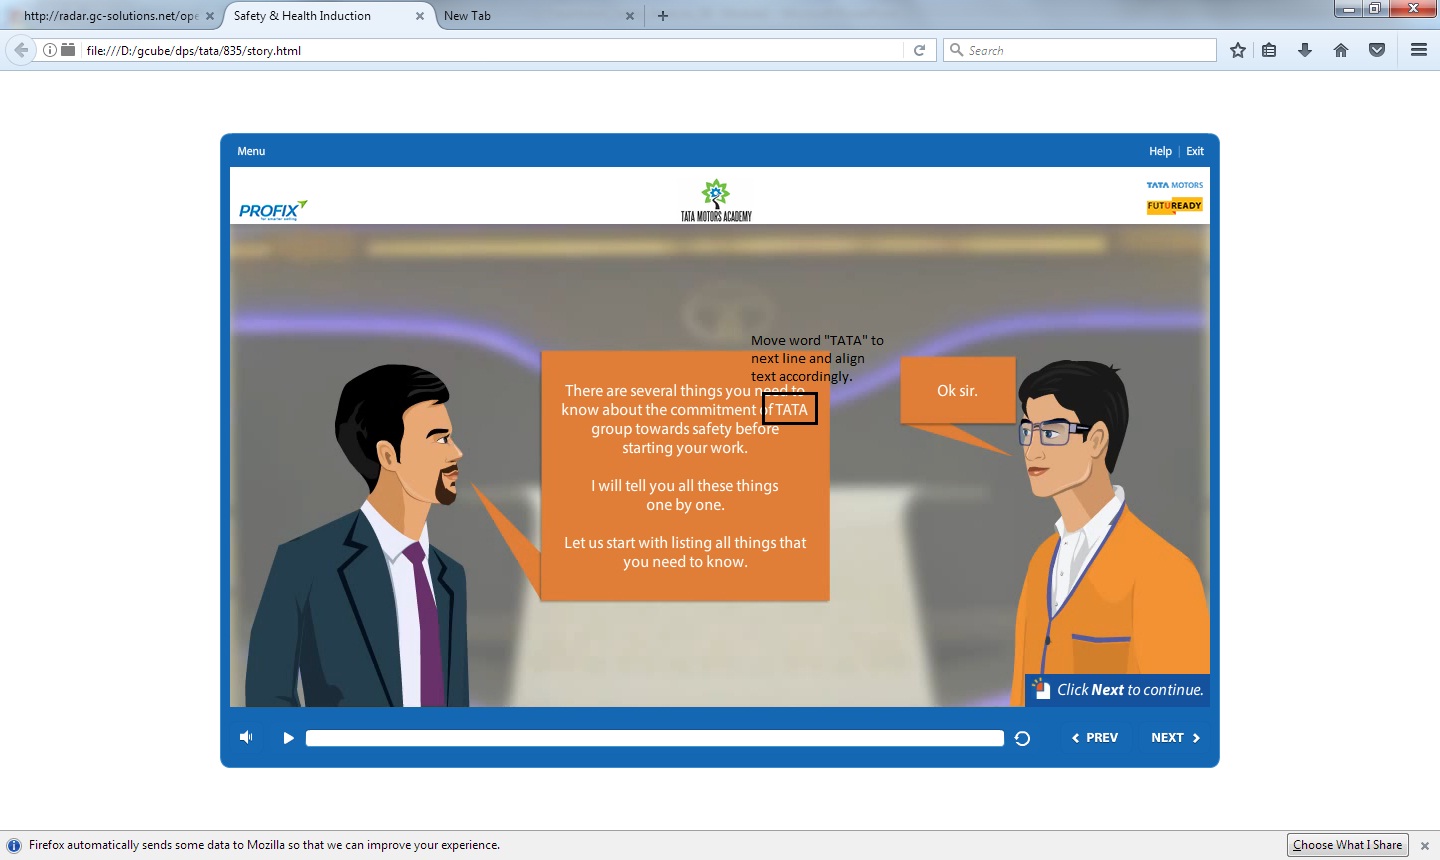 http://radar.gc-solutions.net/ope
Safety & Health Induction
New Tab
file:///D:/gcube/dps/tata/835/story.html
Search
Menu
Help | Exit
PROFIX
TATA MOTORS ACADEMY
TATA MOTORS
FUTUREADY
Move word "TATA" to
next line and align
text accordingly.
There are several things you need to
know about the commitment of TATA
group towards safety before
starting your work.
I will tell you all these things
one by one.
Let us start with listing all things that
you need to know.
Ok sir.
Click Next to continue.
PREV
NEXT
Firefox automatically sends some data to Mozilla so that we can improve your experience.
Choose What I Share